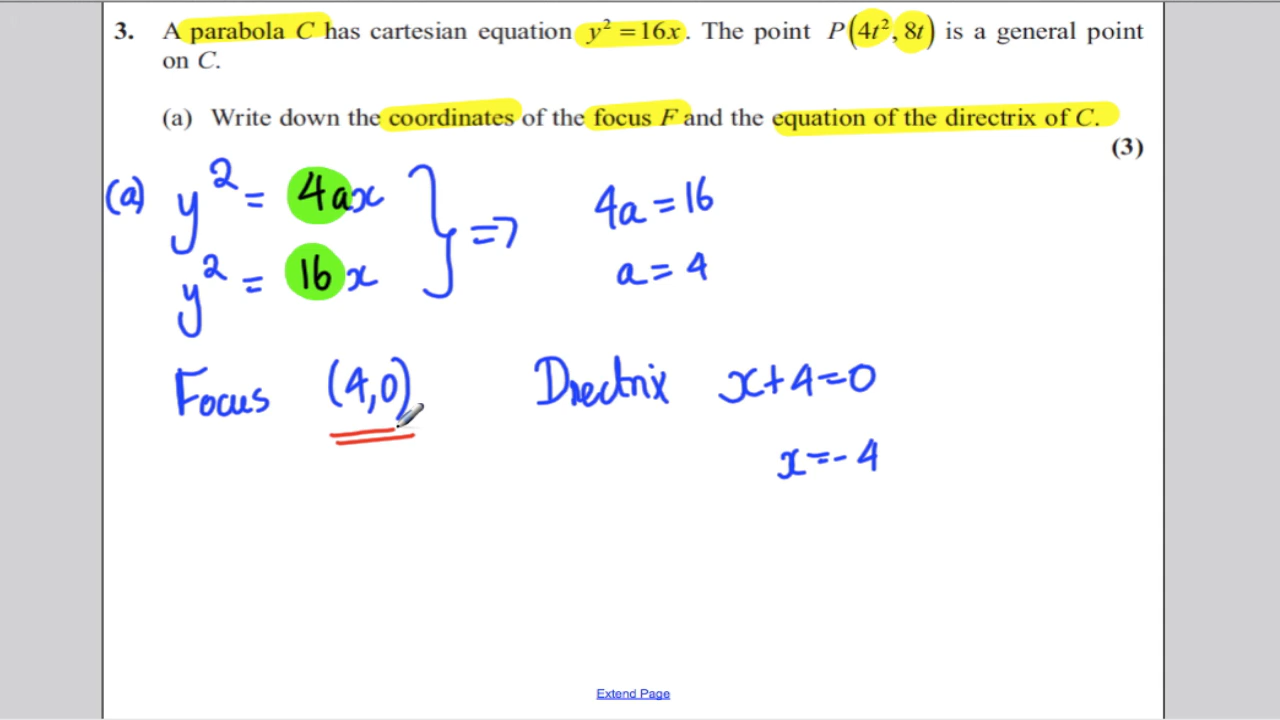 3. A parabola C has cartesian equation y² = 16x. The point P(4t², 8t) is a general point
on C.
(a) Write down the coordinates of the focus F and the equation of the directrix of C.
(3)
(a) y² = 4ax } => 4a = 16
y² = 16x a = 4
Focus (4,0) Directrix x+4=0
x=-4
Extend Page